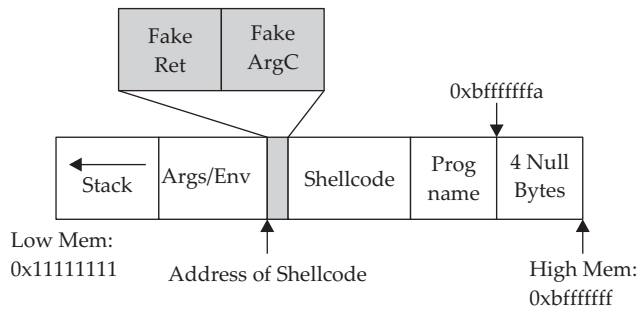 Fake
Ret
Fake
ArgC
0xbfffffffa
Stack
Args/Env
Shellcode
Prog
name
4 Null
Bytes
Low Mem:
0x11111111
Address of Shellcode
High Mem:
0xbfffffff